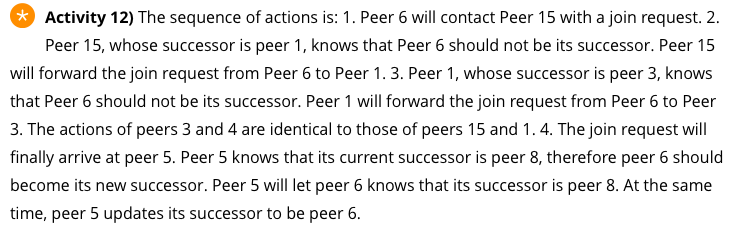 Activity 12) The sequence of actions is: 1. Peer 6 will contact Peer 15 with a join request. 2.
Peer 15, whose successor is peer 1, knows that Peer 6 should not be its successor. Peer 15
will forward the join request from Peer 6 to Peer 1. 3. Peer 1, whose successor is peer 3, knows
that Peer 6 should not be its successor. Peer 1 will forward the join request from Peer 6 to Peer
3. The actions of peers 3 and 4 are identical to those of peers 15 and 1. 4. The join request will
finally arrive at peer 5. Peer 5 knows that its current successor is peer 8, therefore peer 6 should
become its new successor. Peer 5 will let peer 6 knows that its successor is peer 8. At the same
time, peer 5 updates its successor to be peer 6.